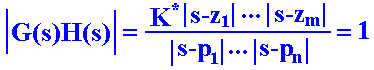 |G(s)H(s)| = K*|s-z₁|···|s-zₘ| / |s-p₁|···|s-pₙ| = 1